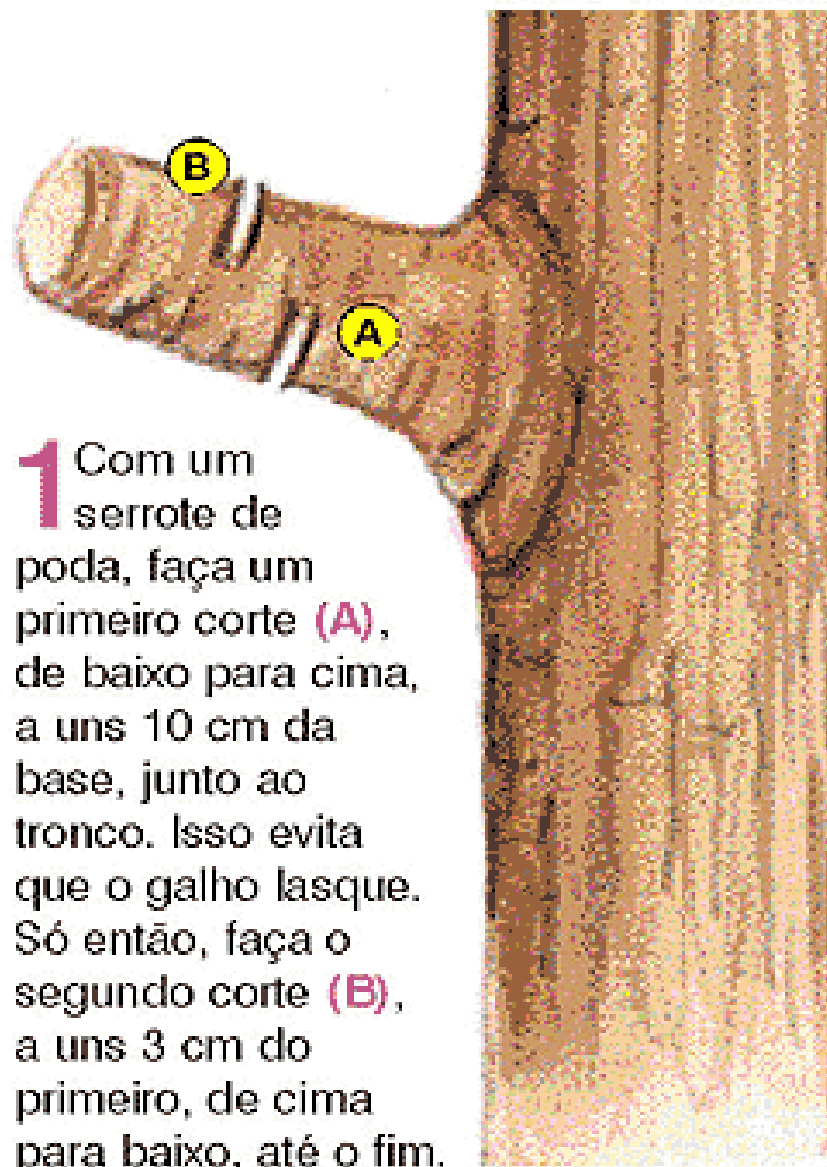 B
A
1 Com um
serrote de
poda, faça um
primeiro corte (A),
de baixo para cima,
a uns 10 cm da
base, junto ao
tronco. Isso evita
que o galho lasque.
Só então, faça o
segundo corte (B),
a uns 3 cm do
primeiro, de cima
para baixo, até o fim.